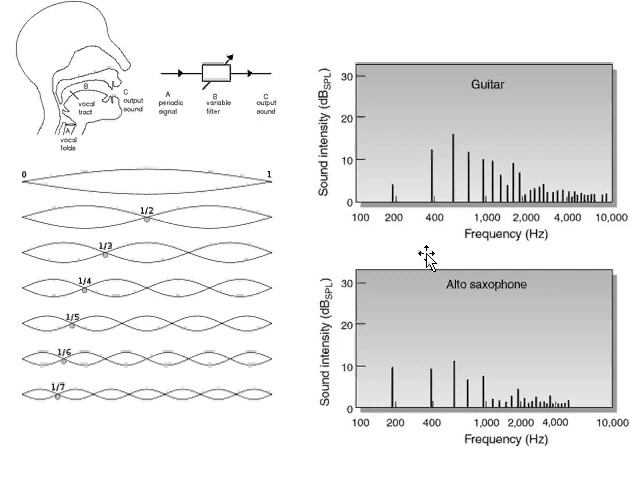 B
vocal
tract
C
output
sound
A
vocal
folds
A
periodic
signal
B
variable
filter
C
output
sound
0
1
1/2
1/3
1/4
1/5
1/6
1/7
Guitar
Sound intensity (dBSPL)
30
20
10
0
100 200 400 1,000 2,000 4,000 10,000
Frequency (Hz)
Alto saxophone
Sound intensity (dBSPL)
30
20
10
0
100 200 400 1,000 2,000 4,000 10,000
Frequency (Hz)